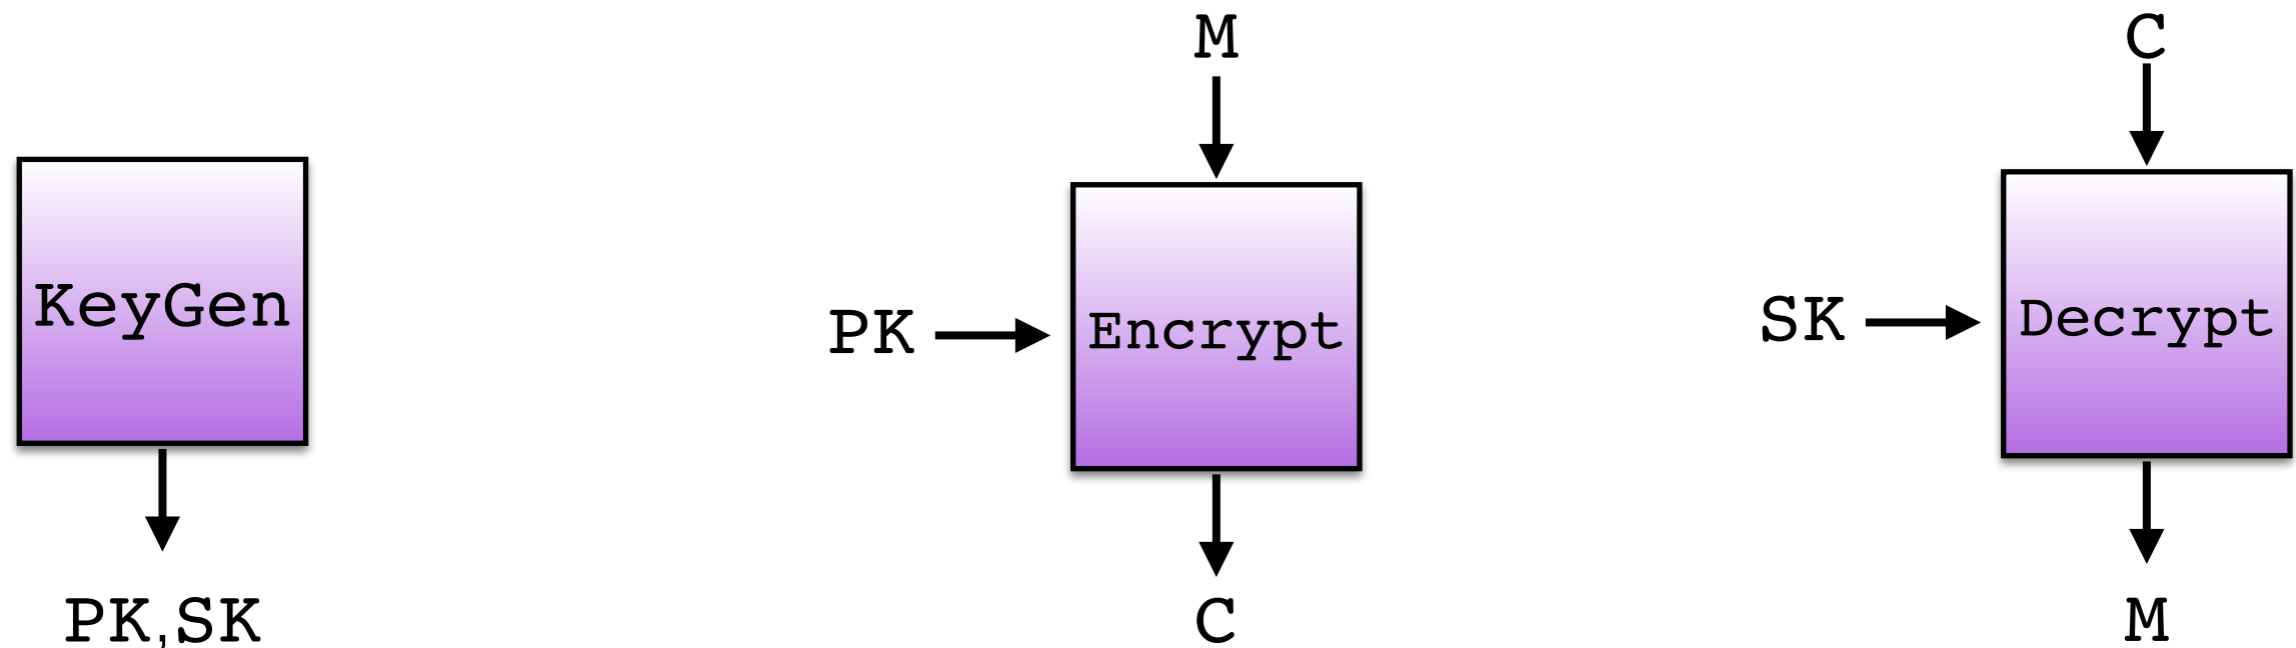 KeyGen
PK,SK
M
PK
Encrypt
C
C
SK
Decrypt
M